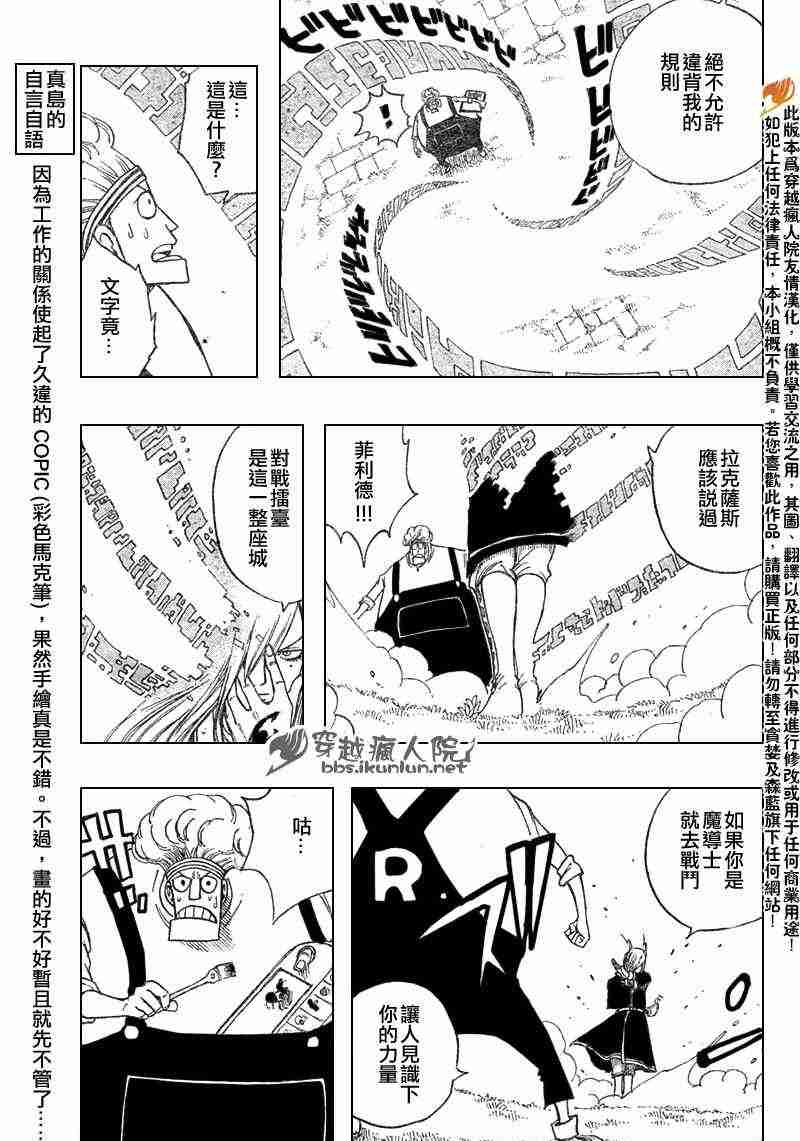 絕不允許
違背我的
規則
ビビビビビビビ
這…
這是什麼?
文字竟…
拉克薩斯
應該説過
菲利德!!!
對戰擂臺
是這一整座城
如果你是
魔導士
就去戰鬥
讓人見識下
你的力量
R
咕…
穿越瘋人院
bbs.ikunlun.net
真島的
自言自語
因為工作的關係使起了久違的 COPIC (彩色馬克筆), 果然手繪真是不錯。不過, 畫的好不好暫且就先不管了……
此版本爲穿越瘋人院友情漢化, 僅供學習交流之用, 其圖、翻譯以及任何部分不得進行修改或用于任何商業用途!
如犯上任何法律責任, 本小組概不負責。若您喜歡此作品, 請購買正版! 請勿轉至貪婪及森藍旗下任何網站!